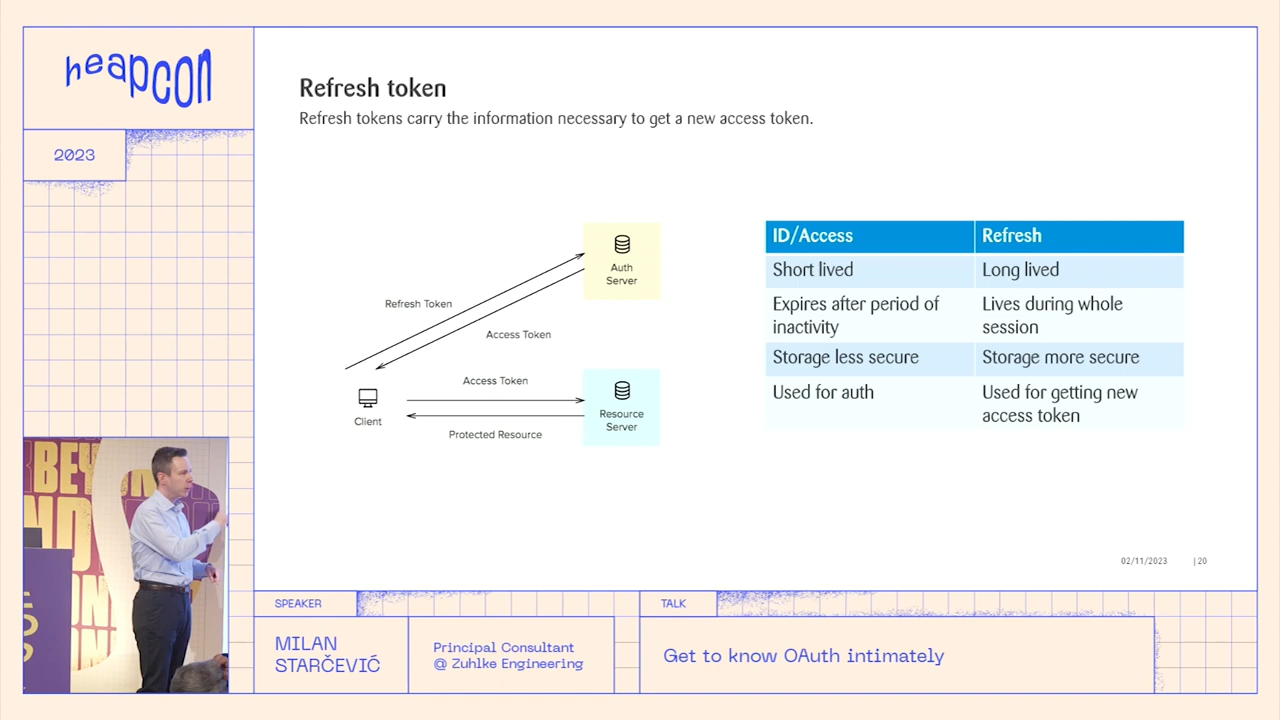 heapcon
2023
Refresh token
Refresh tokens carry the information necessary to get a new access token.
Auth
Server
Refresh Token
Access Token
Access Token
Client
Resource
Server
Protected Resource
ID/Access
Refresh
Short lived
Long lived
Expires after period of
inactivity
Lives during whole
session
Storage less secure
Storage more secure
Used for auth
Used for getting new
access token
02/11/2023
| 20
BEY
SPEAKER
MILAN
STARČEVIĆ
Principal Consultant
@ Zuhlke Engineering
TALK
Get to know OAuth intimately